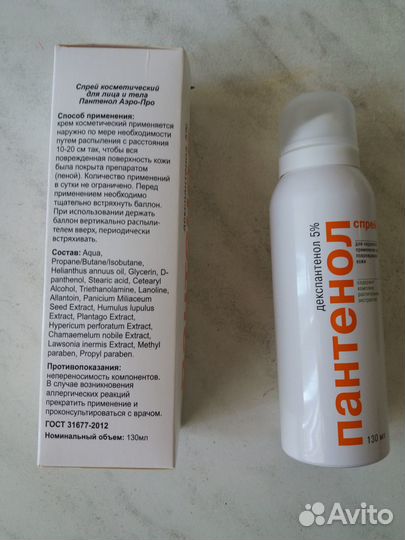 Спрей косметический
для лица и тела
Пантенол Аэро-Про
Способ применения:
крем косметический применяется
наружно по мере необходимости
путем распыления с расстояния
10-20 см так, чтобы вся
поврежденная поверхность кожи
была покрыта препаратом
(пеной). Количество применений
в сутки не ограничено. Перед
применением необходимо
тщательно встряхнуть баллон.
При использовании держать
баллон вертикально распыли-
телем вверх, периодически
встряхивать.
Состав: Aqua,
Propane/Butane/Isobutane,
Helianthus annuus oil, Glycerin, D-
panthenol, Stearic acid, Cetearyl
Alcohol, Triethanolamine, Lanoline,
Allantoin, Panicium Miliaceum
Seed Extract, Humulus lupulus
Extract, Plantago Extract,
Hypericum perforatum Extract,
Chamaemelum nobile Extract,
Lawsonia inermis Extract, Methyl
paraben, Propyl paraben.
Противопоказания:
непереносимость компонентов.
В случае возникновения
аллергических реакций
прекратить применение и
проконсультироваться с врачом.
ГОСТ 31677-2012
Номинальный объем: 130мл
декспантенол 5%
пантенол
спрей
130 мл
Avito